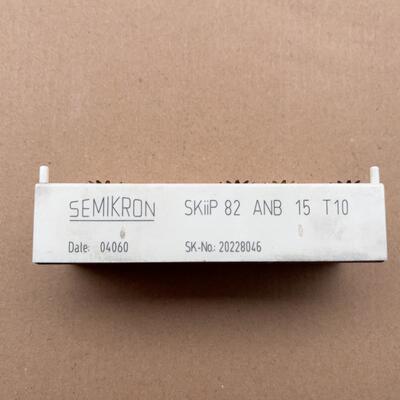 SEMIKRON SKiiP 82 ANB 15 T10
Date: 04060 SK-No.: 20228046